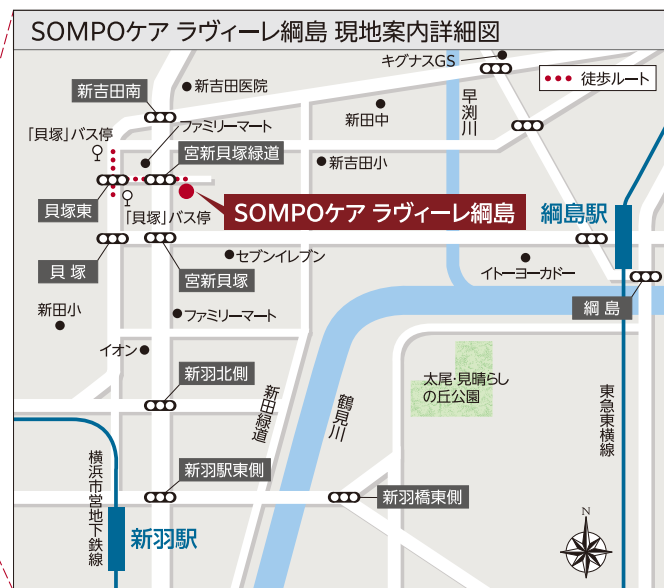 SOMPOケア ラヴィーレ綱島 現地案内詳細図
キグナスGS
徒歩ルート
新吉田医院
新吉田南
早渕川
新田中
ファミリーマート
「貝塚」バス停
宮新貝塚緑道
新吉田小
貝塚東
「貝塚」バス停
SOMPOケア ラヴィーレ綱島
綱島駅
貝塚
セブンイレブン
宮新貝塚
イトーヨーカドー
綱島
新田小
ファミリーマート
イオン
新羽北側
新田緑道
鶴見川
太尾・見晴らし
の丘公園
東急東横線
横浜市営地下鉄線
新羽駅東側
新羽橋東側
新羽駅
N